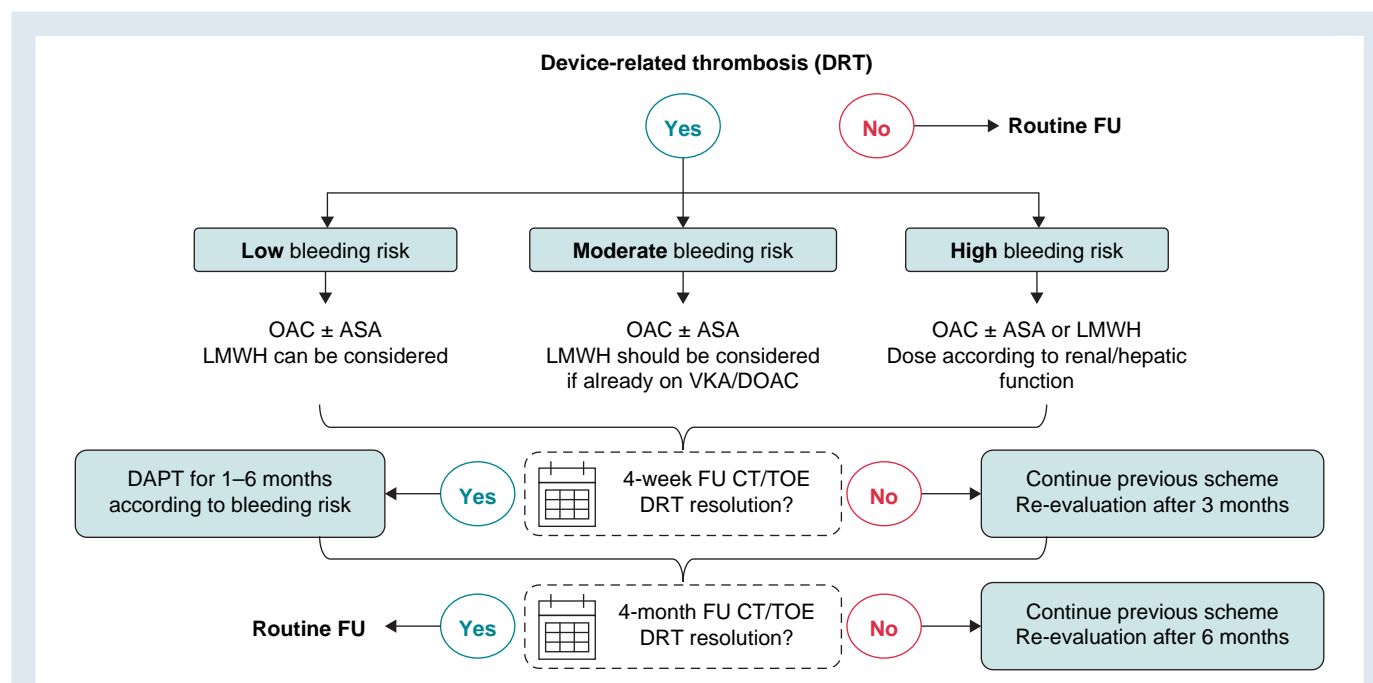 Device-related thrombosis (DRT)
Yes
No
Routine FU
Low bleeding risk
Moderate bleeding risk
High bleeding risk
OAC ± ASA
LMWH can be considered
OAC ± ASA
LMWH should be considered
if already on VKA/DOAC
OAC ± ASA or LMWH
Dose according to renal/hepatic
function
DAPT for 1–6 months
according to bleeding risk
Yes
4-week FU CT/TOE
DRT resolution?
No
Continue previous scheme
Re-evaluation after 3 months
Routine FU
Yes
4-month FU CT/TOE
DRT resolution?
No
Continue previous scheme
Re-evaluation after 6 months